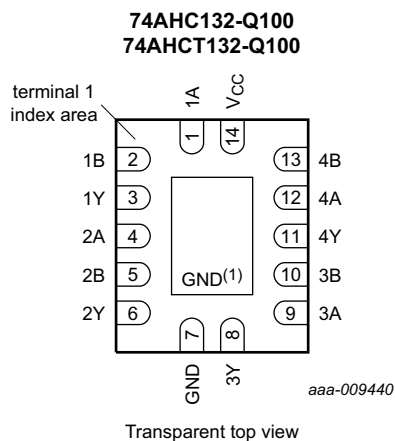 74AHC132-Q100
74AHCT132-Q100
terminal 1
index area
1A
VCC
1
14
1B 2
13 4B
1Y 3
12 4A
2A 4
11 4Y
2B 5
10 3B
2Y 6
9 3A
GND(1)
7
8
GND
3Y
aaa-009440
Transparent top view